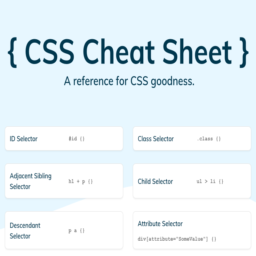 { CSS Cheat Sheet }
A reference for CSS goodness.
ID Selector
#id {}
Class Selector
.class {}
Adjacent Sibling
Selector
h1 + p {}
Child Selector
ul > li {}
Descendant
Selector
p a {}
Attribute Selector
div[attribute="SomeValue"] {}